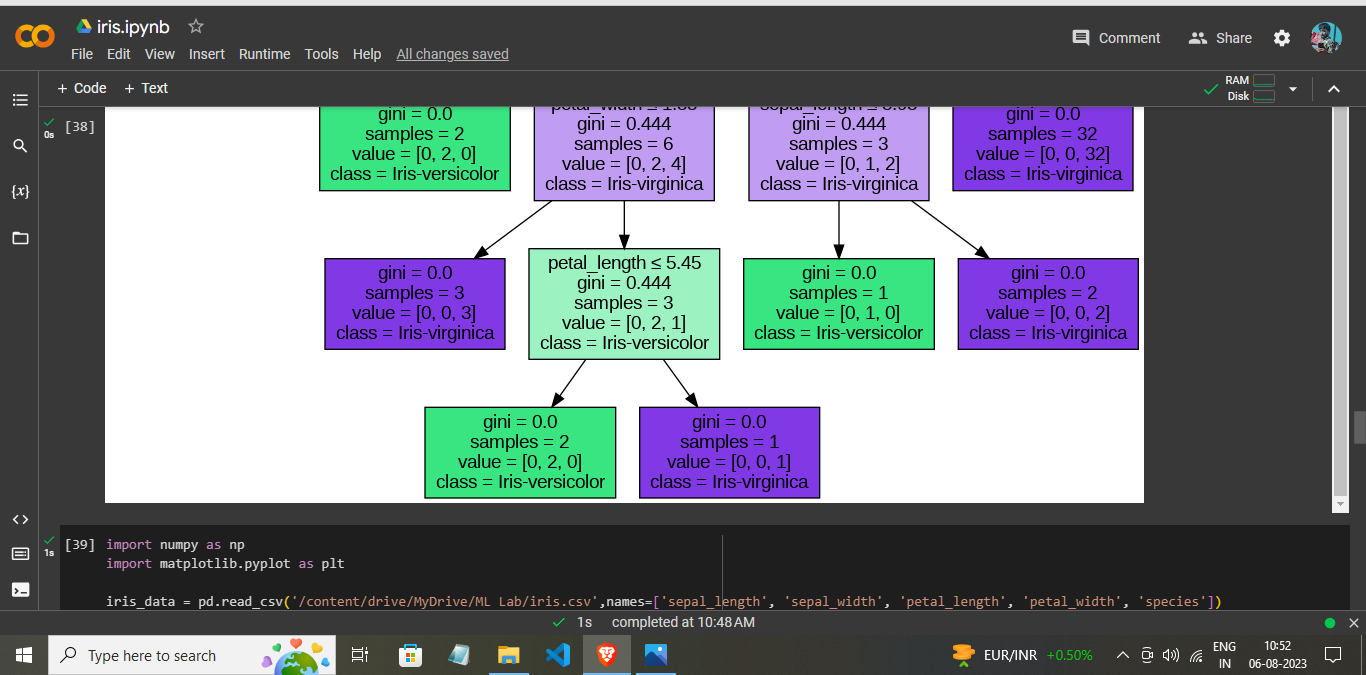 iris.ipynb
File Edit View Insert Runtime Tools Help All changes saved
Comment Share
+ Code + Text
RAM
Disk
[38]
0s
gini = 0.0
samples = 2
value = [0, 2, 0]
class = Iris-versicolor
gini = 0.444
samples = 6
value = [0, 2, 4]
class = Iris-virginica
gini = 0.444
samples = 3
value = [0, 1, 2]
class = Iris-virginica
gini = 0.0
samples = 32
value = [0, 0, 32]
class = Iris-virginica
gini = 0.0
samples = 3
value = [0, 0, 3]
class = Iris-virginica
petal_length ≤ 5.45
gini = 0.444
samples = 3
value = [0, 2, 1]
class = Iris-versicolor
gini = 0.0
samples = 1
value = [0, 1, 0]
class = Iris-versicolor
gini = 0.0
samples = 2
value = [0, 0, 2]
class = Iris-virginica
gini = 0.0
samples = 2
value = [0, 2, 0]
class = Iris-versicolor
gini = 0.0
samples = 1
value = [0, 0, 1]
class = Iris-virginica
{x}
[39] import numpy as np
1s
import matplotlib.pyplot as plt
iris_data = pd.read_csv('/content/drive/MyDrive/ML Lab/iris.csv',names=['sepal_length', 'sepal_width', 'petal_length', 'petal_width', 'species'])
1s completed at 10:48 AM
Type here to search
EUR/INR +0.50%
ENG
IN
10:52
06-08-2023